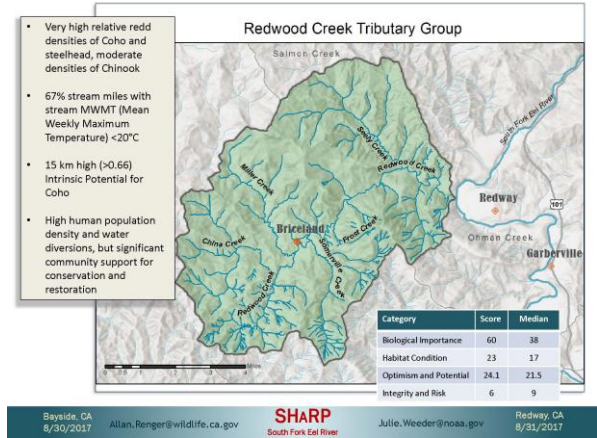 Redwood Creek Tributary Group
• Very high relative redd
densities of Coho and
steelhead, moderate
densities of Chinook
• 67% stream miles with
stream MWMT (Mean
Weekly Maximum
Temperature) <20°C
• 15 km high (>0.66)
Intrinsic Potential for
Coho
• High human population
density and water
diversions, but significant
community support for
conservation and
restoration
Salmon Creek
South Fork Eel River
Seely Creek
Redwood Creek
Miller Creek
Redway
101
Briceland
Frost Creek
Ohman Creek
China Creek
Somerville Creek
Garberville
Redwood Creek
Category Score Median
Biological Importance 60 38
Habitat Condition 23 17
Optimism and Potential 24.1 21.5
Integrity and Risk 6 9
Bayside, CA
8/30/2017
Allan.Renger@wildlife.ca.gov
SHARP
South Fork Eel River
Julie.Weeder@noaa.gov
Redway, CA
8/31/2017